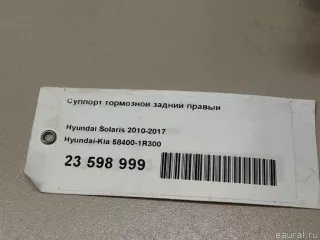 Суппорт тормозной задний правый
Hyundai Solaris 2010-2017
Hyundai-Kia 58400-1R300
23 598 999
© eaural.ru